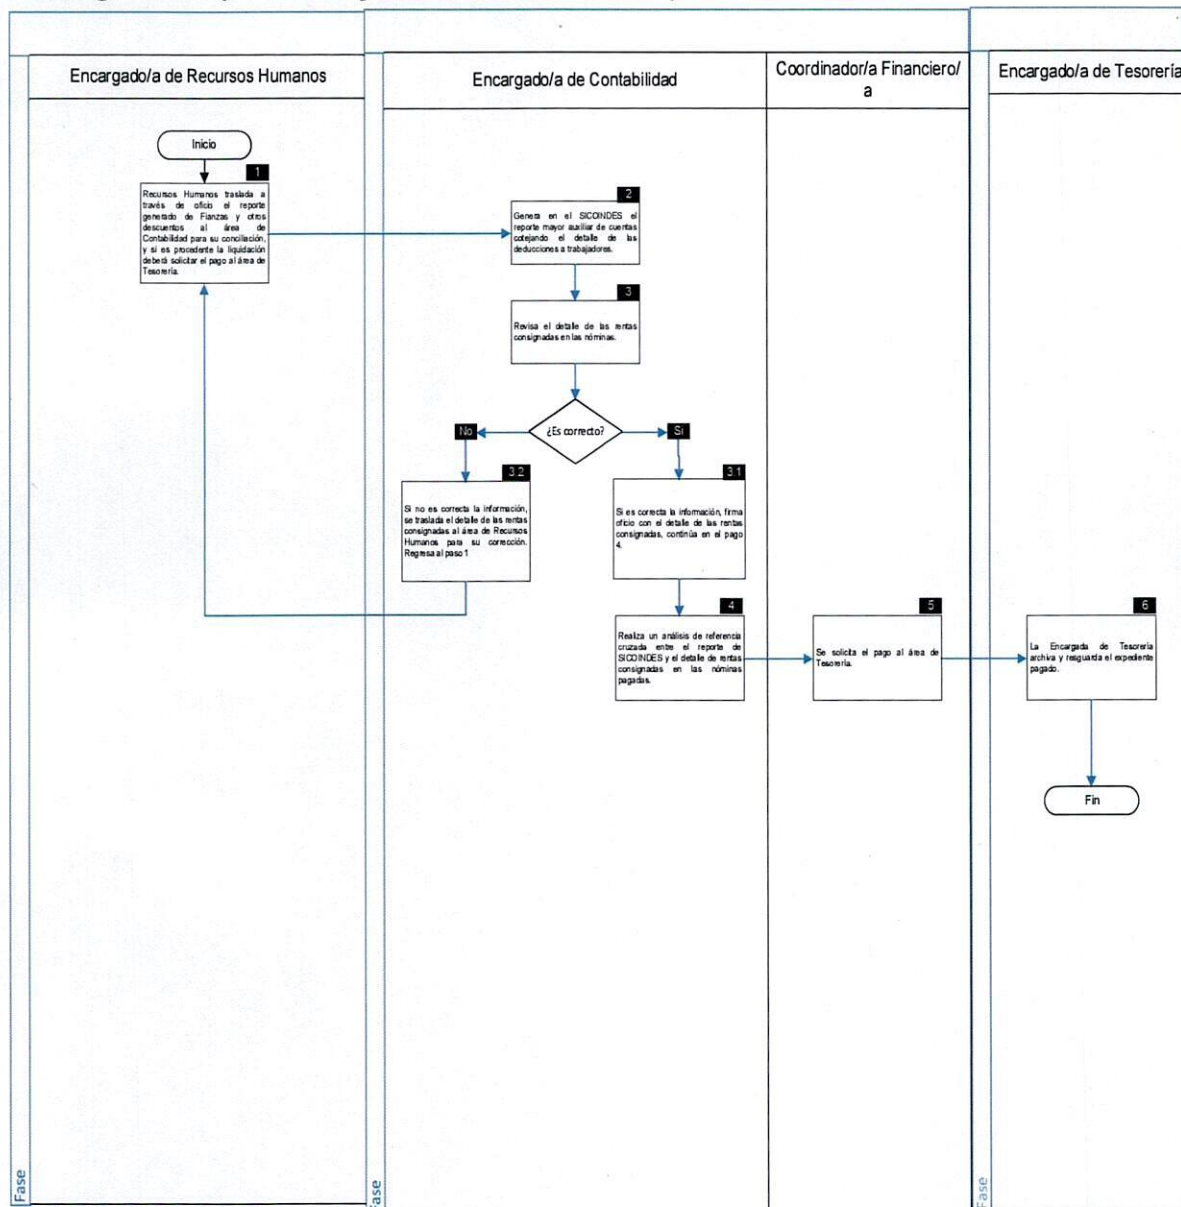 Encargado/a de Recursos Humanos
Encargado/a de Contabilidad
Coordinador/a Financiero/
a
Encargado/a de Tesorería
Inicio
1
Recursos Humanos traslada a
través de oficio el reporte
generado de Fianzas y otros
descuentos al área de
Contabilidad para su conciliación,
y si es procedente la liquidación
deberá solicitar el pago al área de
Tesorería.
2
Genera en el SICOINDES el
reporte mayor auxiliar de cuentas
cotejando el detalle de las
deducciones a trabajadores.
3
Revisa el detalle de las rentas
consignadas en las nóminas.
¿Es correcto?
No
Si
3.2
Si no es correcta la información,
se traslada el detalle de las rentas
consignadas al área de Recursos
Humanos para su corrección.
Regresa al paso 1
3.1
Si es correcta la información, firma
oficio con el detalle de las rentas
consignadas, continúa en el pago
4.
4
Realiza un análisis de referencia
cruzada entre el reporte de
SICOINDES y el detalle de rentas
consignadas en las nóminas
pagadas.
5
Se solicita el pago al área de
Tesorería.
6
La Encargada de Tesorería
archiva y resguarda el expediente
pagado.
Fin
Fase
Fase
Fase